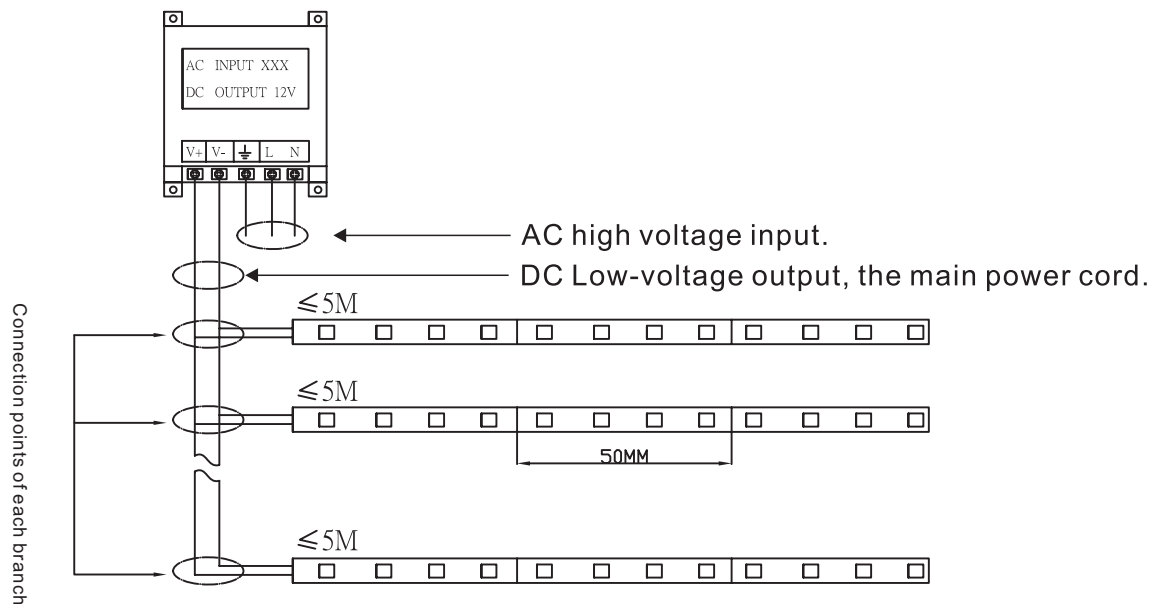 AC INPUT XXX
DC OUTPUT 12V
V+ V- L N
AC high voltage input.
DC Low-voltage output, the main power cord.
≤5M
≤5M
50MM
≤5M
Connection points of each branch